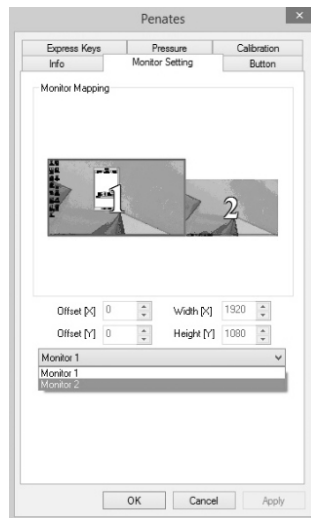 Penates
Express Keys Pressure Calibration
Info Monitor Setting Button
Monitor Mapping
1 2
Offset [X] 0 Width [X] 1920
Offset [Y] 0 Height [Y] 1080
Monitor 1
Monitor 1
Monitor 2
OK Cancel Apply